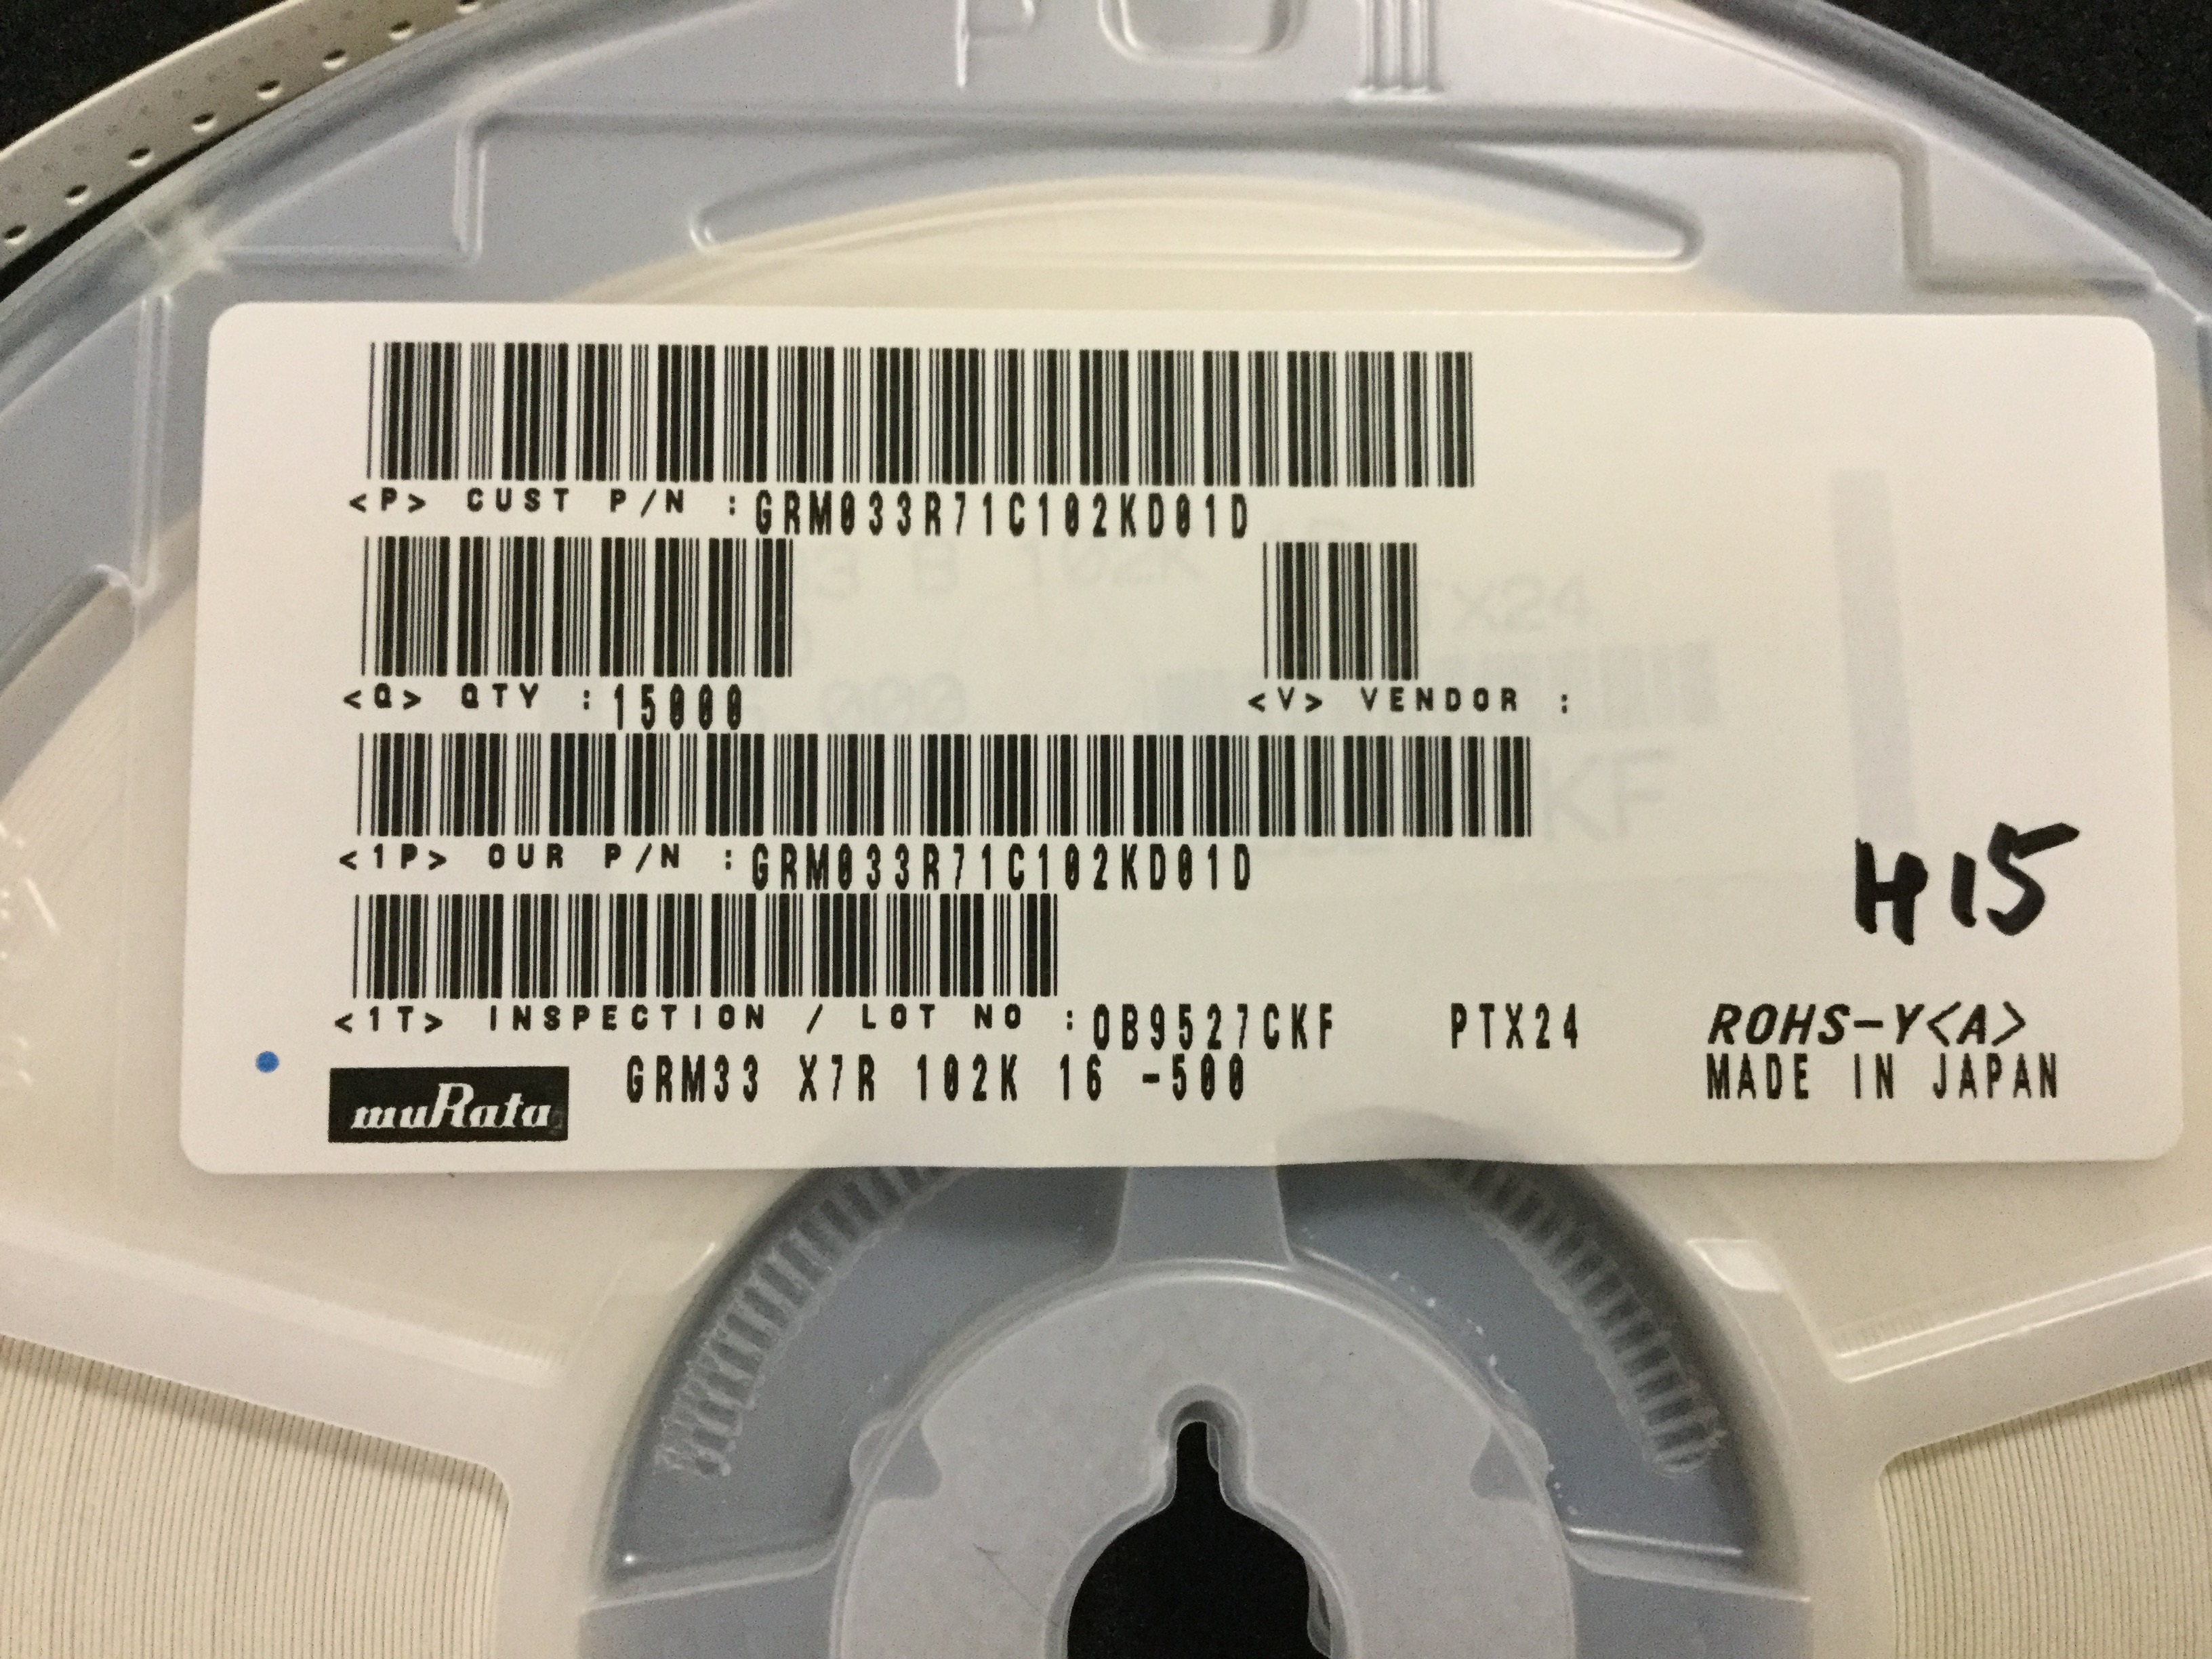 <P> CUST P/N :GRM033R71C102KD01D
<Q> QTY :15000
<V> VENDOR :
<1P> OUR P/N :GRM033R71C102KD01D
H15
<1T> INSPECTION / LOT NO :OB9527CKF PTX24 ROHS-Y<A>
muRata GRM33 X7R 102K 16 -500 MADE IN JAPAN